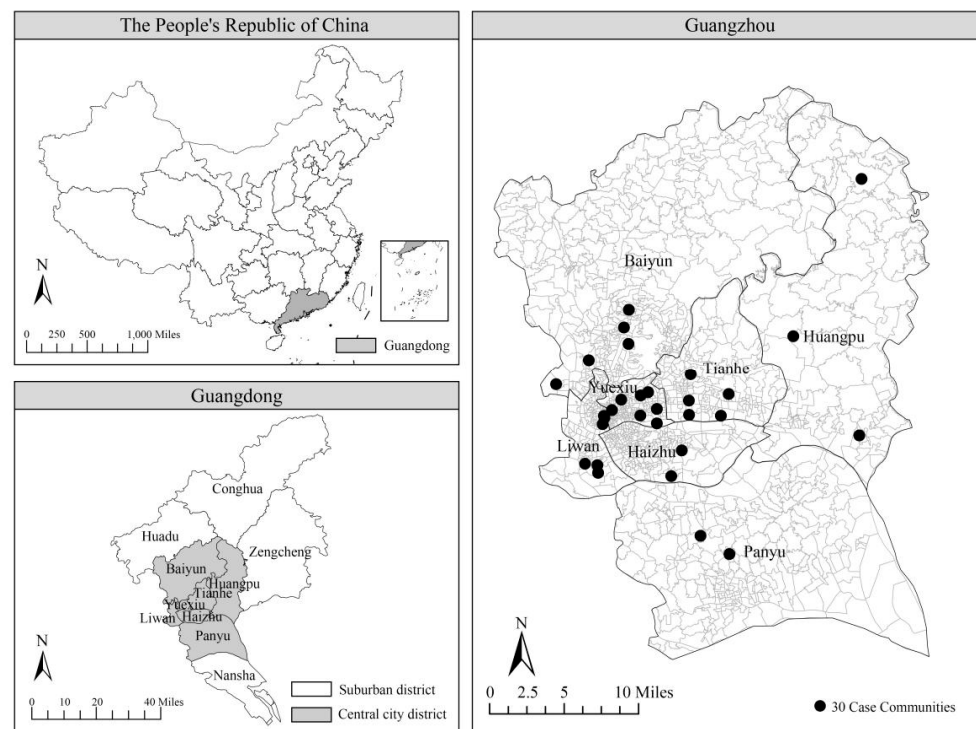 The People's Republic of China
N
0 250 500 1,000 Miles
Guangdong
Guangdong
Conghua
Huadu
Zengcheng
Baiyun
Huangpu
Tianhe
Yuexiu
Liwan
Haizhu
Panyu
N
Nansha
0 10 20 40 Miles
Suburban district
Central city district
Guangzhou
Baiyun
Huangpu
Tianhe
Yuexiu
Liwan
Haizhu
Panyu
N
0 2.5 5 10 Miles
30 Case Communities